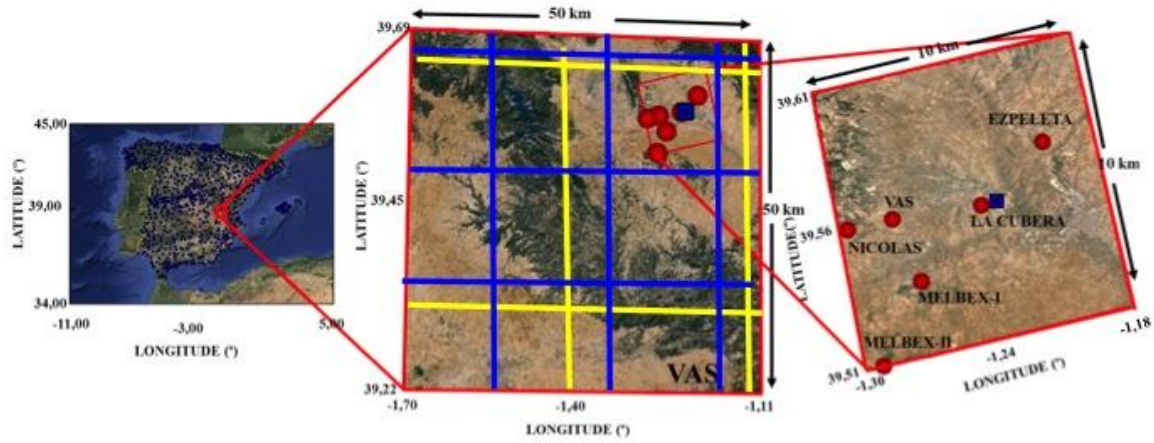 45,00
39,00
34,00
LATITUDE (º)
-11,00
-3,00
5,00
LONGITUDE (º)
50 km
39,69
39,45
39,22
LATITUDE (º)
50 km
VAS
-1,70
-1,40
-1,11
LONGITUDE (º)
10 km
39.61
39.56
39.51
LATITUDE(º)
EZPELETA
10 km
VAS
LA CUBERA
NICOLAS
MELBEX-I
MELBEX-II
-1.30
-1.24
-1,18
LONGITUDE (º)